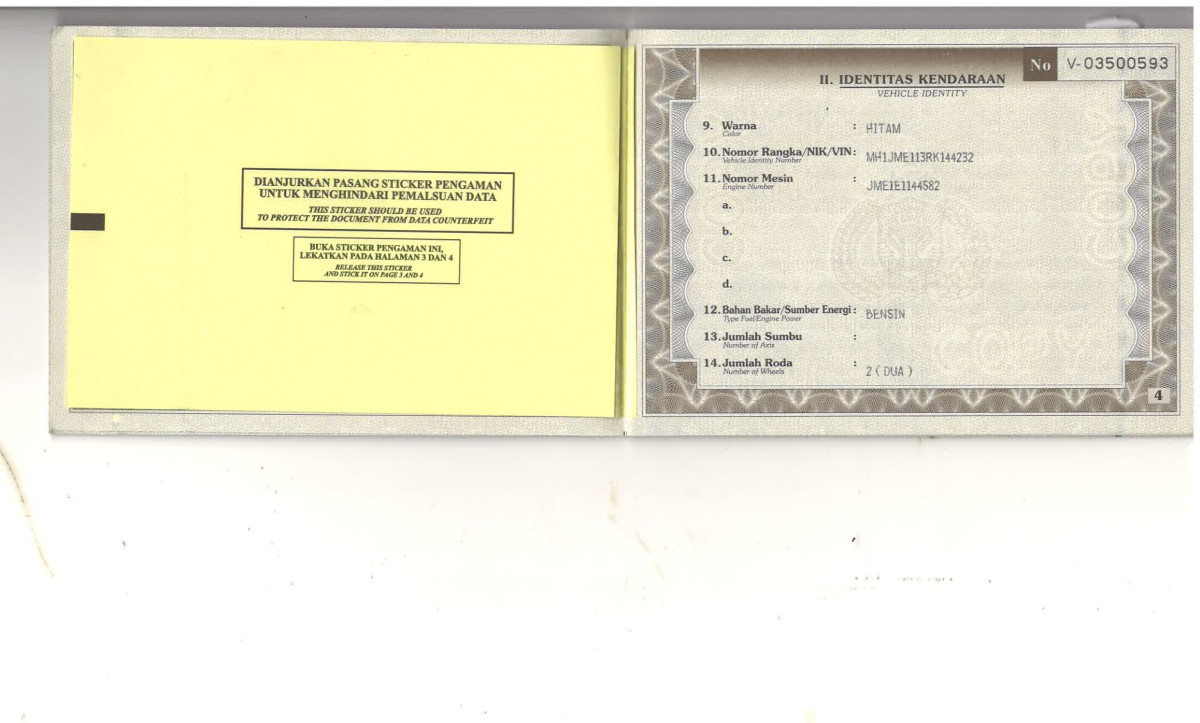 DIANJURKAN PASANG STICKER PENGAMAN
UNTUK MENGHINDARI PEMALSUAN DATA
THIS STICKER SHOULD BE USED
TO PROTECT THE DOCUMENT FROM DATA COUNTERFEIT
BUKA STICKER PENGAMAN INI,
LEKATKAN PADA HALAMAN 3 DAN 4
RELEASE THIS STICKER
AND STICK IT ON PAGE 3 AND 4
No V-03500593
II. IDENTITAS KENDARAAN
VEHICLE IDENTITY
9. Warna : HITAM
Color
10. Nomor Rangka/NIK/VIN : MH1JME113RK144232
Vehicle Identity Number
11. Nomor Mesin : JME1E1144582
Engine Number
a.
b.
c.
d.
12. Bahan Bakar/Sumber Energi : BENSIN
Type Fuel/Engine Power
13. Jumlah Sumbu :
Number of Axis
14. Jumlah Roda : 2 ( DUA )
Number of Wheels
COPY
4